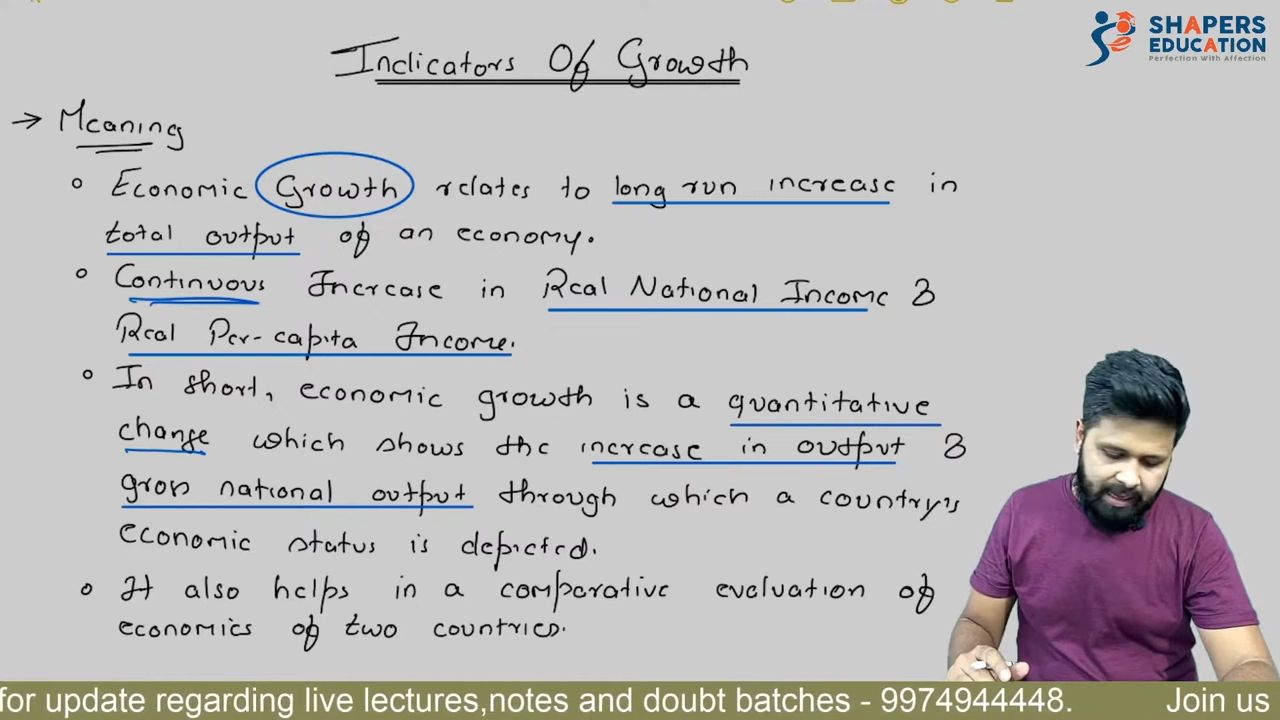 SHAPERS
EDUCATION
Perfection With Affection
Indicators Of Growth
→ Meaning
○ Economic Growth relates to long run increase in
total output of an economy.
○ Continuous Increase in Real National Income &
Real Per-capita Income.
○ In short, economic growth is a quantitative
change which shows the increase in output &
gross national output through which a country's
economic status is depicted.
○ It also helps in a comparative evaluation of
economics of two countries.
for update regarding live lectures,notes and doubt batches - 9974944448. Join us